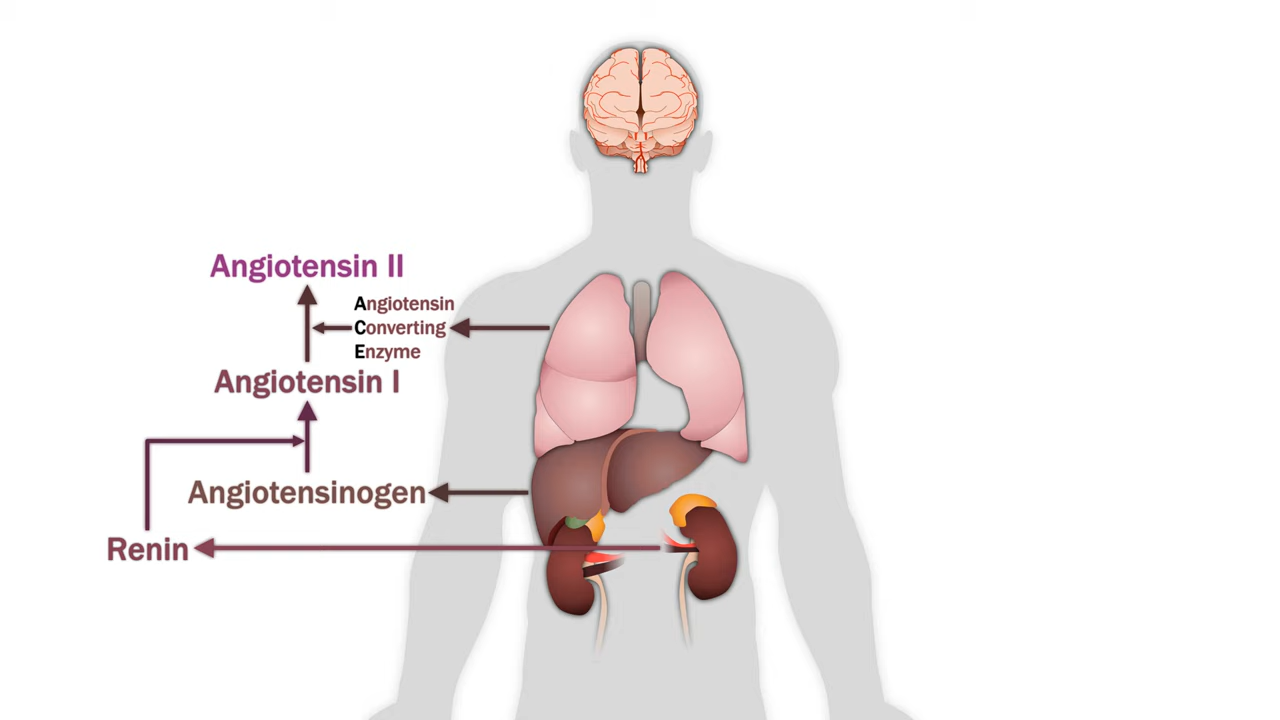 Angiotensin II
Angiotensin
Converting
Enzyme
Angiotensin I
Angiotensinogen
Renin